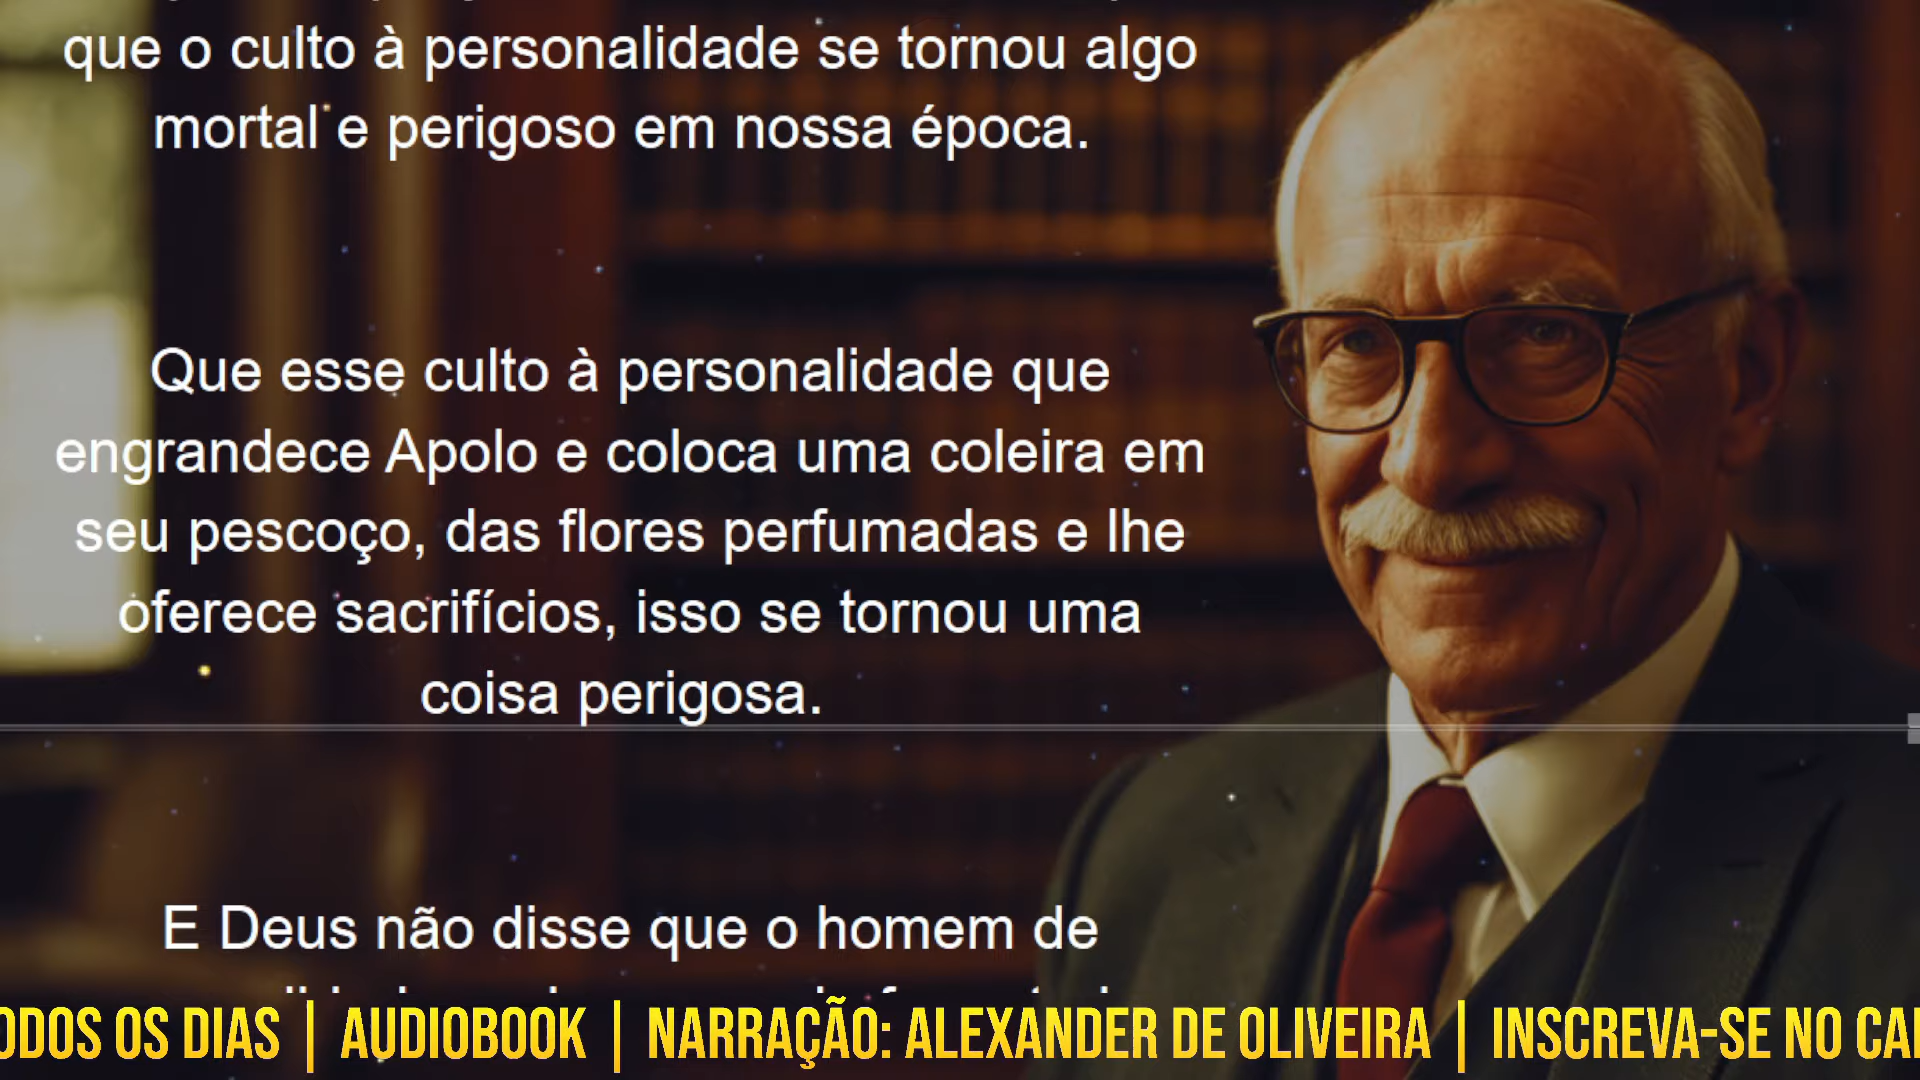 que o culto à personalidade se tornou algo
mortal e perigoso em nossa época.
Que esse culto à personalidade que
engrandece Apolo e coloca uma coleira em
seu pescoço, das flores perfumadas e lhe
oferece sacrifícios, isso se tornou uma
coisa perigosa.
E Deus não disse que o homem de
ODOS OS DIAS | AUDIOBOOK | NARRAÇÃO: ALEXANDER DE OLIVEIRA | INSCREVA-SE NO CA